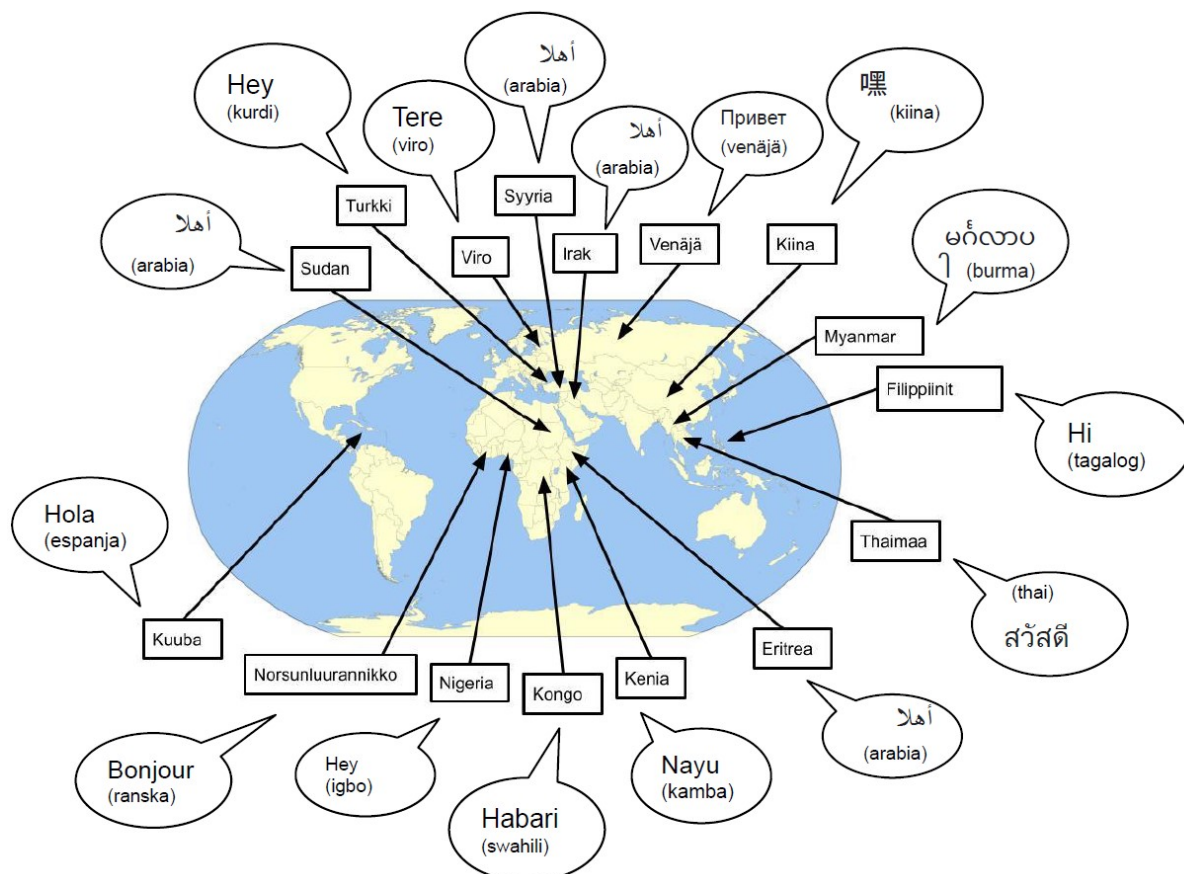 أهلا
(arabia)
Hey
(kurdi)
Tere
(viro)
أهلا
(arabia)
Привет
(venäjä)
嘿
(kiina)
Turkki
Syyria
أهلا
(arabia)
Sudan
Viro
Irak
Venäjä
Kiina
မင်္ဂလာပ
ါ (burma)
Myanmar
Filippiinit
Hi
(tagalog)
Hola
(espanja)
Thaimaa
(thai)
สวัสดี
Kuuba
Norsunluurannikko
Nigeria
Kongo
Kenia
Eritrea
أهلا
(arabia)
Bonjour
(ranska)
Hey
(igbo)
Habari
(swahili)
Nayu
(kamba)